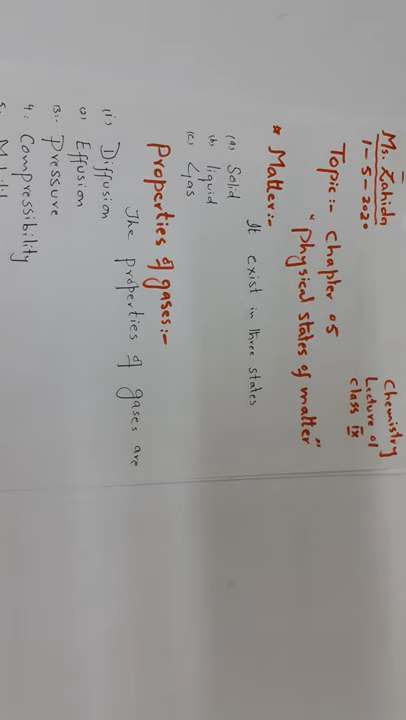 Ms. Zahida
1-5-2020
Chemistry
Lecture of
class IX
Topic:- Chapter 05
"Physical states of matter"
* Matter:-
It exist in three states
(a) Solid
(b) liquid
(c) Gas
Properties of gases:-
The properties of gases are
(1) Diffusion
(2) Effusion
(3):- Pressure
4: Compressibility
5.